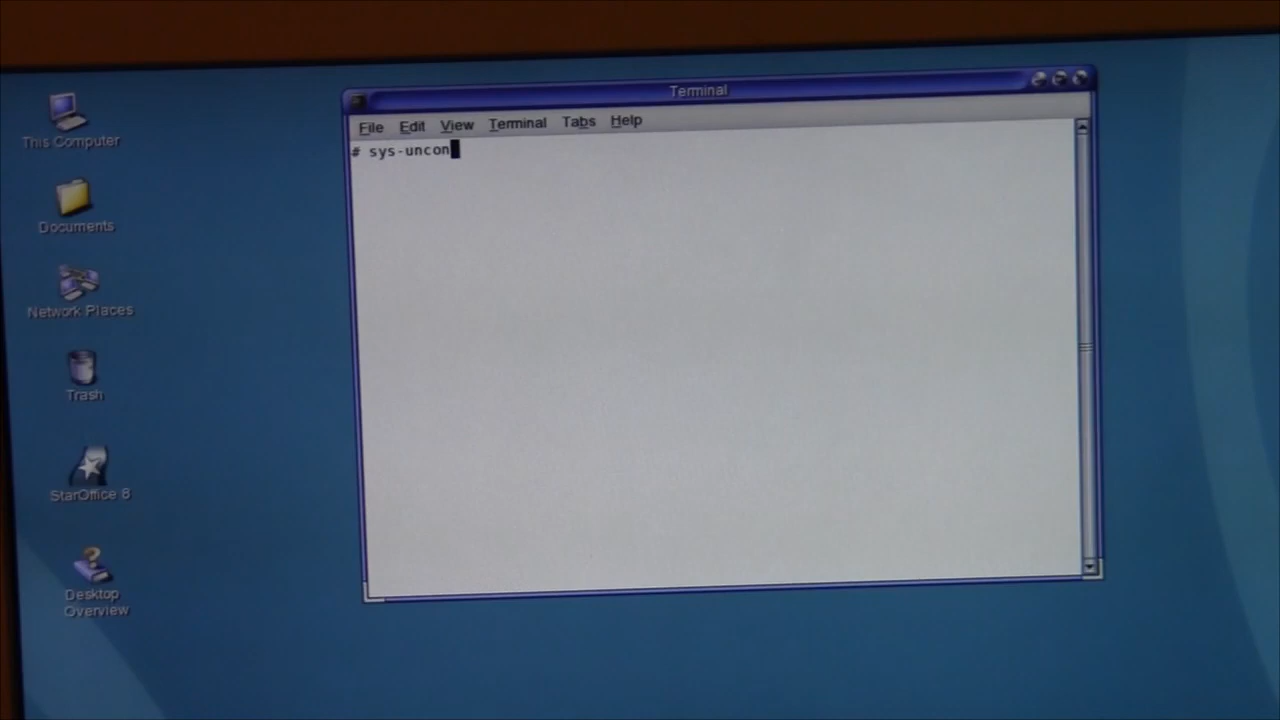 Terminal
File Edit View Terminal Tabs Help
# sys-uncon
This Computer
Documents
Network Places
Trash
StarOffice 8
Desktop
Overview